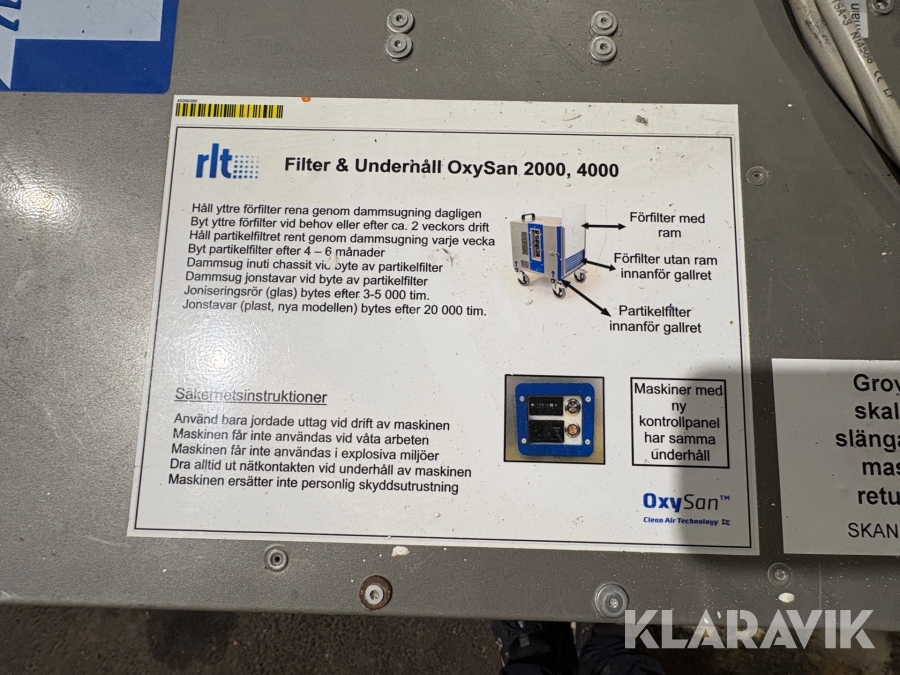 rlt
Filter & Underhåll OxySan 2000, 4000
Håll yttre förfilter rena genom dammsugning dagligen
Byt yttre förfilter vid behov eller efter ca. 2 veckors drift
Håll partikelfiltret rent genom dammsugning varje vecka
Byt partikelfilter efter 4 – 6 månader
Dammsug inuti chassit vid byte av partikelfilter
Dammsug jonstavar vid byte av partikelfilter
Joniseringsrör (glas) bytes efter 3-5 000 tim.
Jonstavar (plast, nya modellen) bytes efter 20 000 tim.
Förfilter med
ram
Förfilter utan ram
innanför gallret
Partikelfilter
innanför gallret
Säkerhetsinstruktioner
Använd bara jordade uttag vid drift av maskinen
Maskinen får inte användas vid våta arbeten
Maskinen får inte användas i explosiva miljöer
Dra alltid ut nätkontakten vid underhåll av maskinen
Maskinen ersätter inte personlig skyddsutrustning
Maskiner med
ny
kontrollpanel
har samma
underhåll
OxySan™
Clean Air Technology
skal
retu
SKAN
KLARAVIK